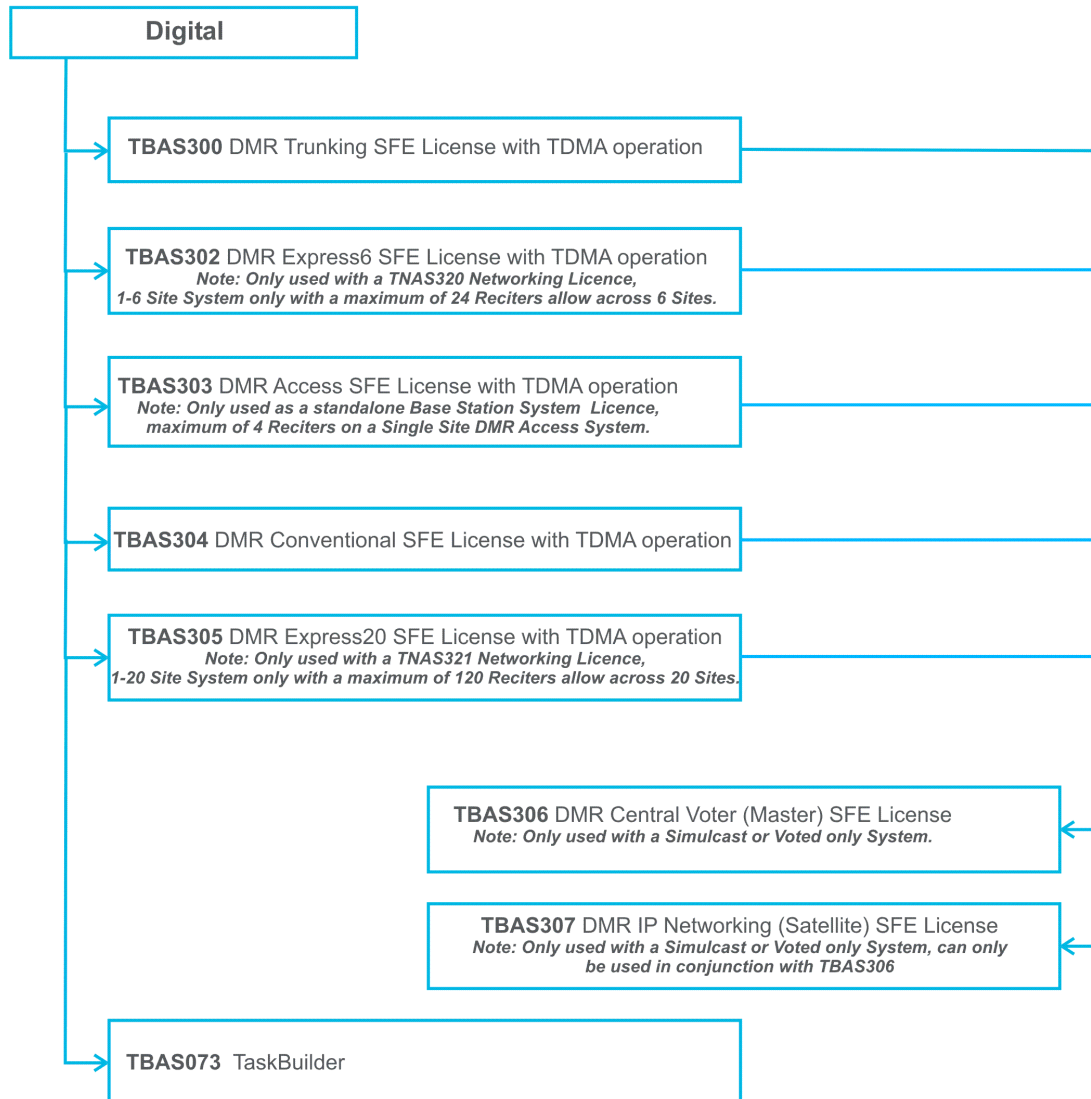 Digital
TBAS300 DMR Trunking SFE License with TDMA operation
TBAS302 DMR Express6 SFE License with TDMA operation
Note: Only used with a TNAS320 Networking Licence,
1-6 Site System only with a maximum of 24 Reciters allow across 6 Sites.
TBAS303 DMR Access SFE License with TDMA operation
Note: Only used as a standalone Base Station System Licence,
maximum of 4 Reciters on a Single Site DMR Access System.
TBAS304 DMR Conventional SFE License with TDMA operation
TBAS305 DMR Express20 SFE License with TDMA operation
Note: Only used with a TNAS321 Networking Licence,
1-20 Site System only with a maximum of 120 Reciters allow across 20 Sites.
TBAS306 DMR Central Voter (Master) SFE License
Note: Only used with a Simulcast or Voted only System.
TBAS307 DMR IP Networking (Satellite) SFE License
Note: Only used with a Simulcast or Voted only System, can only
be used in conjunction with TBAS306
TBAS073 TaskBuilder